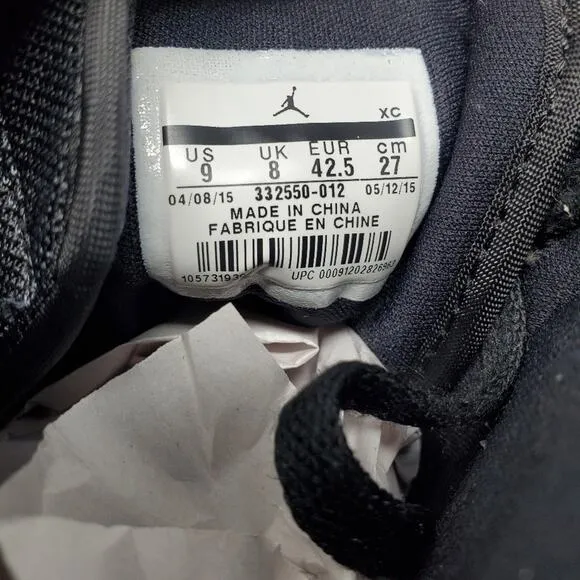 XC
US UK EUR cm
9 8 42.5 27
04/08/15 332550-012 05/12/15
MADE IN CHINA
FABRIQUE EN CHINE
UPC